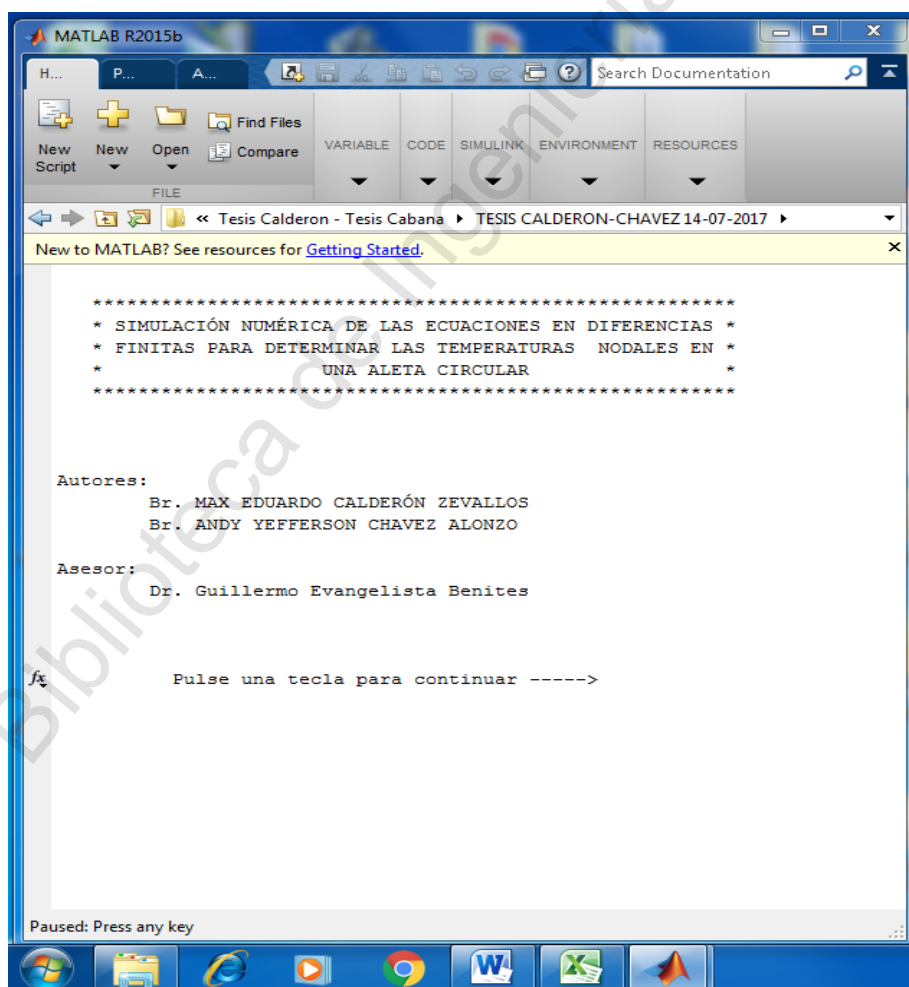 MATLAB R2015b
H... P... A... Search Documentation
New Script New Open Find Files Compare VARIABLE CODE SIMULINK ENVIRONMENT RESOURCES
FILE
« Tesis Calderon - Tesis Cabana ▸ TESIS CALDERON-CHAVEZ 14-07-2017 ▸
New to MATLAB? See resources for Getting Started.
********************************************************
* SIMULACIÓN NUMÉRICA DE LAS ECUACIONES EN DIFERENCIAS *
* FINITAS PARA DETERMINAR LAS TEMPERATURAS NODALES EN *
* UNA ALETA CIRCULAR *
********************************************************
Autores:
Br. MAX EDUARDO CALDERÓN ZEVALLOS
Br. ANDY YEFFERSON CHAVEZ ALONZO
Asesor:
Dr. Guillermo Evangelista Benites
fx Pulse una tecla para continuar ----->
Paused: Press any key
Biblioteca de Ingeniería